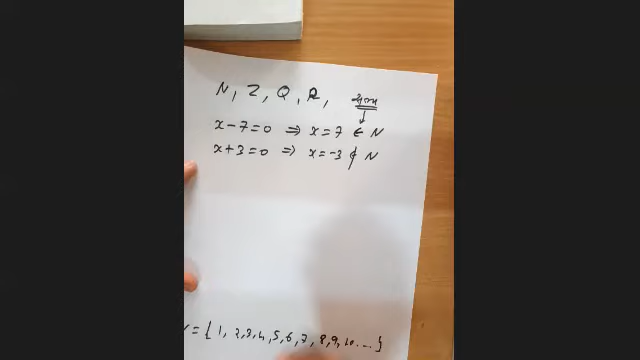 N, Z, Q, R,
x - 7 = 0 ⇒ x = 7 ∈ N
x + 3 = 0 ⇒ x = -3 ∉ N
= { 1, 2, 3, 4, 5, 6, 7, 8, 9, 10 .... }